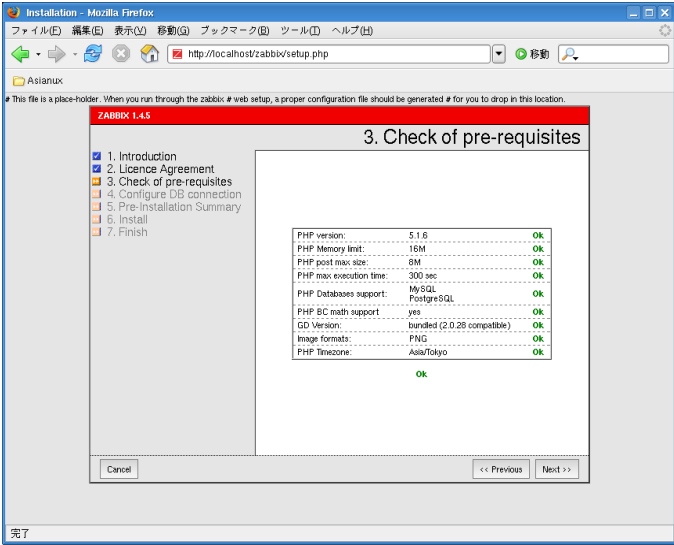 Installation - Mozilla Firefox
ファイル(F) 編集(E) 表示(V) 移動(G) ブックマーク(B) ツール(T) ヘルプ(H)
http://localhost/zabbix/setup.php 移動
Asianux
# This file is a place-holder. When you run through the zabbix # web setup, a proper configuration file should be generated # for you to drop in this location.
ZABBIX 1.4.5
3. Check of pre-requisites
1. Introduction
2. Licence Agreement
3. Check of pre-requisites
4. Configure DB connection
5. Pre-Installation Summary
6. Install
7. Finish
PHP version: 5.1.6 Ok
PHP Memory limit: 16M Ok
PHP post max size: 8M Ok
PHP max execution time: 300 sec Ok
PHP Databases support: MySQL PostgreSQL Ok
PHP BC math support yes Ok
GD Version: bundled (2.0.28 compatible) Ok
Image formats: PNG Ok
PHP Timezone: Asia/Tokyo Ok
Ok
Cancel << Previous Next >>
完了